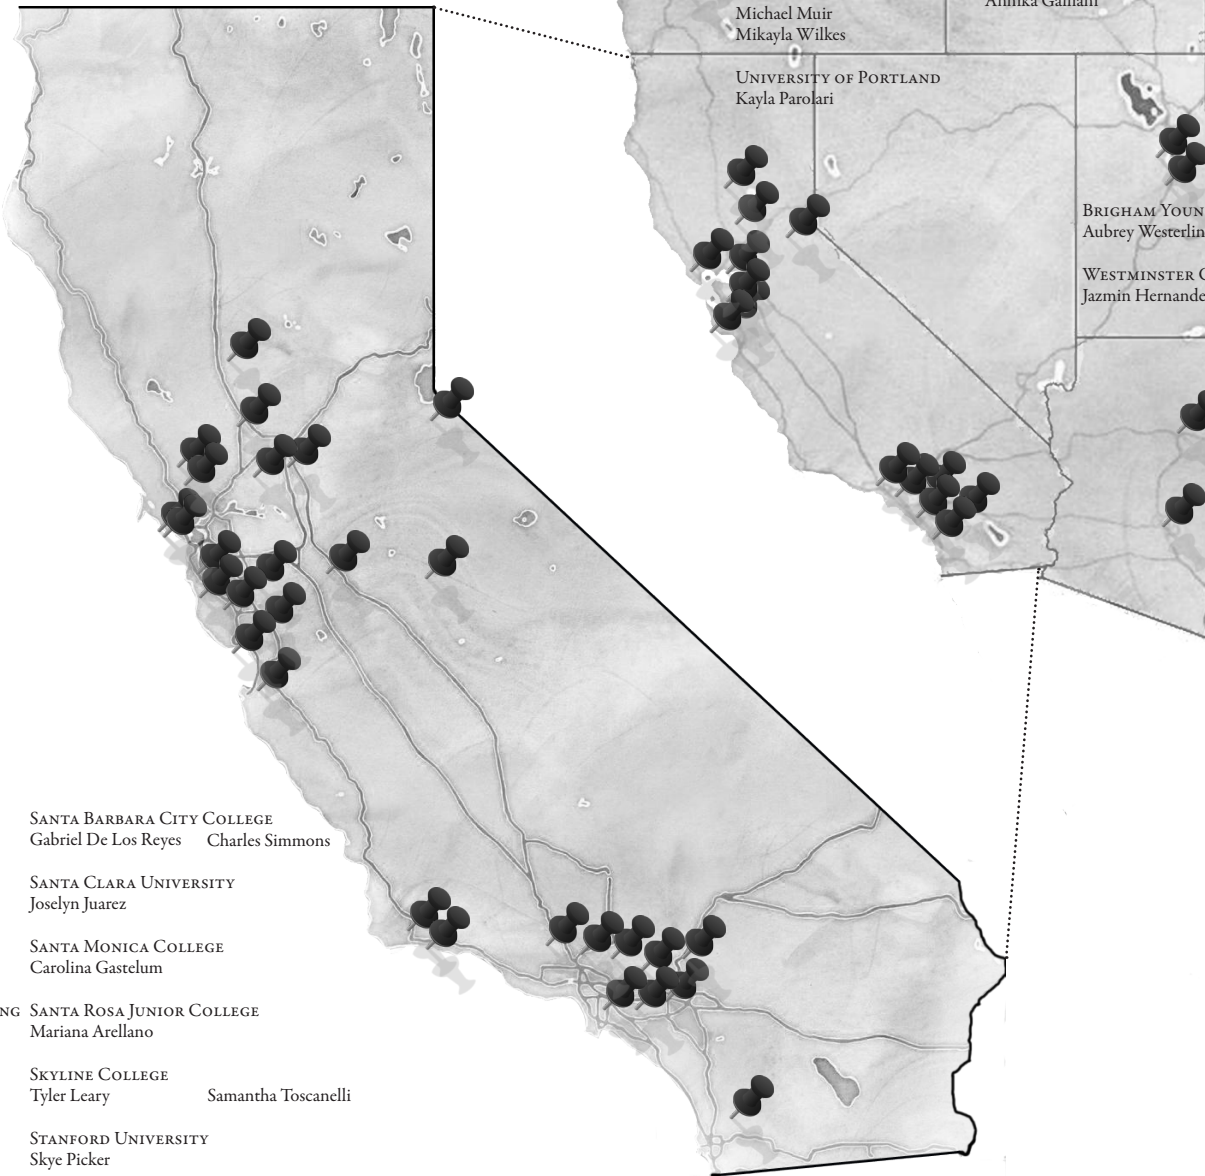 Michael Muir
Mikayla Wilkes
University of Portland
Kayla Parolari
Brigham Youn
Aubrey Westerlin
Westminster C
Jazmin Hernande
Santa Barbara City College
Gabriel De Los Reyes Charles Simmons
Santa Clara University
Joselyn Juarez
Santa Monica College
Carolina Gastelum
ng Santa Rosa Junior College
Mariana Arellano
Skyline College
Tyler Leary Samantha Toscanelli
Stanford University
Skye Picker